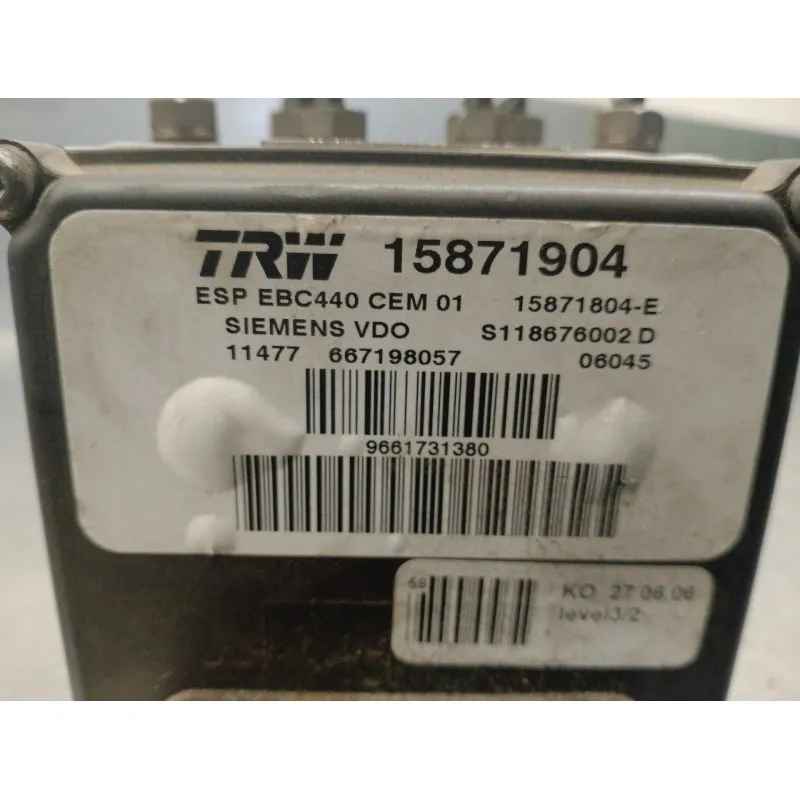 TRW 15871904
ESP EBC440 CEM 01 15871804-E
SIEMENS VDO S118676002 D
11477 667198057 06045
9661731380
69 KO 27.06.06
level3/2